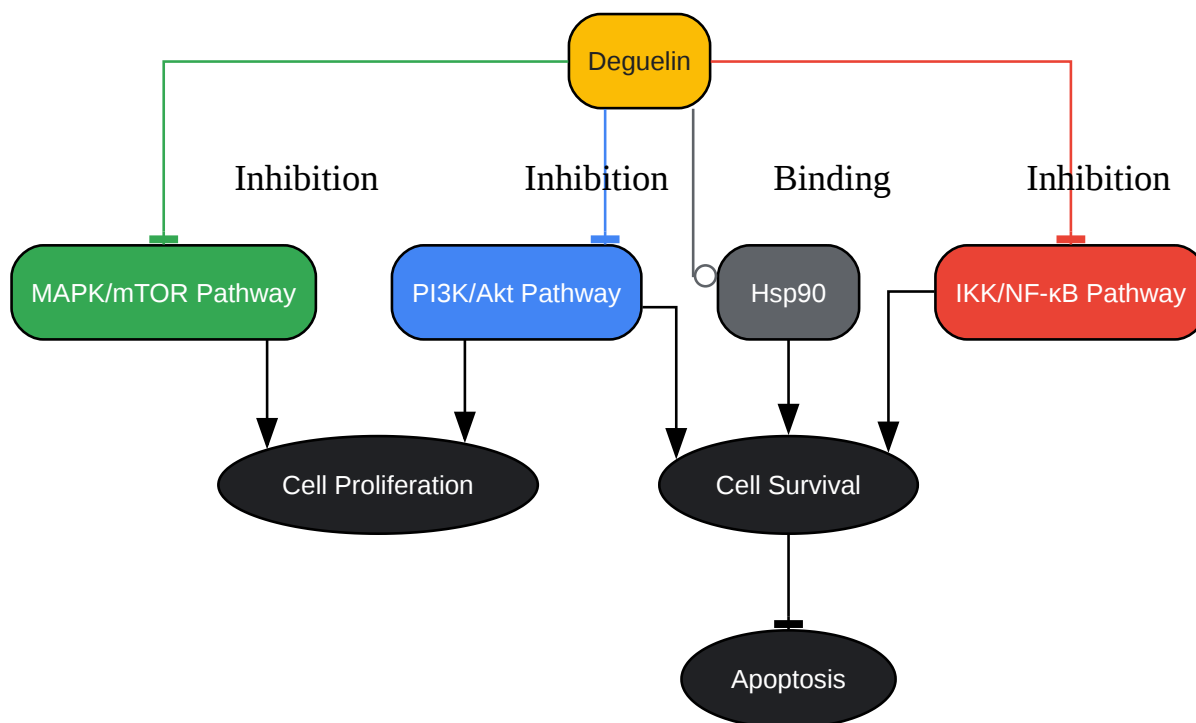 Deguelin
Inhibition
Inhibition
Binding
Inhibition
MAPK/mTOR Pathway
PI3K/Akt Pathway
Hsp90
IKK/NF-κB Pathway
Cell Proliferation
Cell Survival
Apoptosis